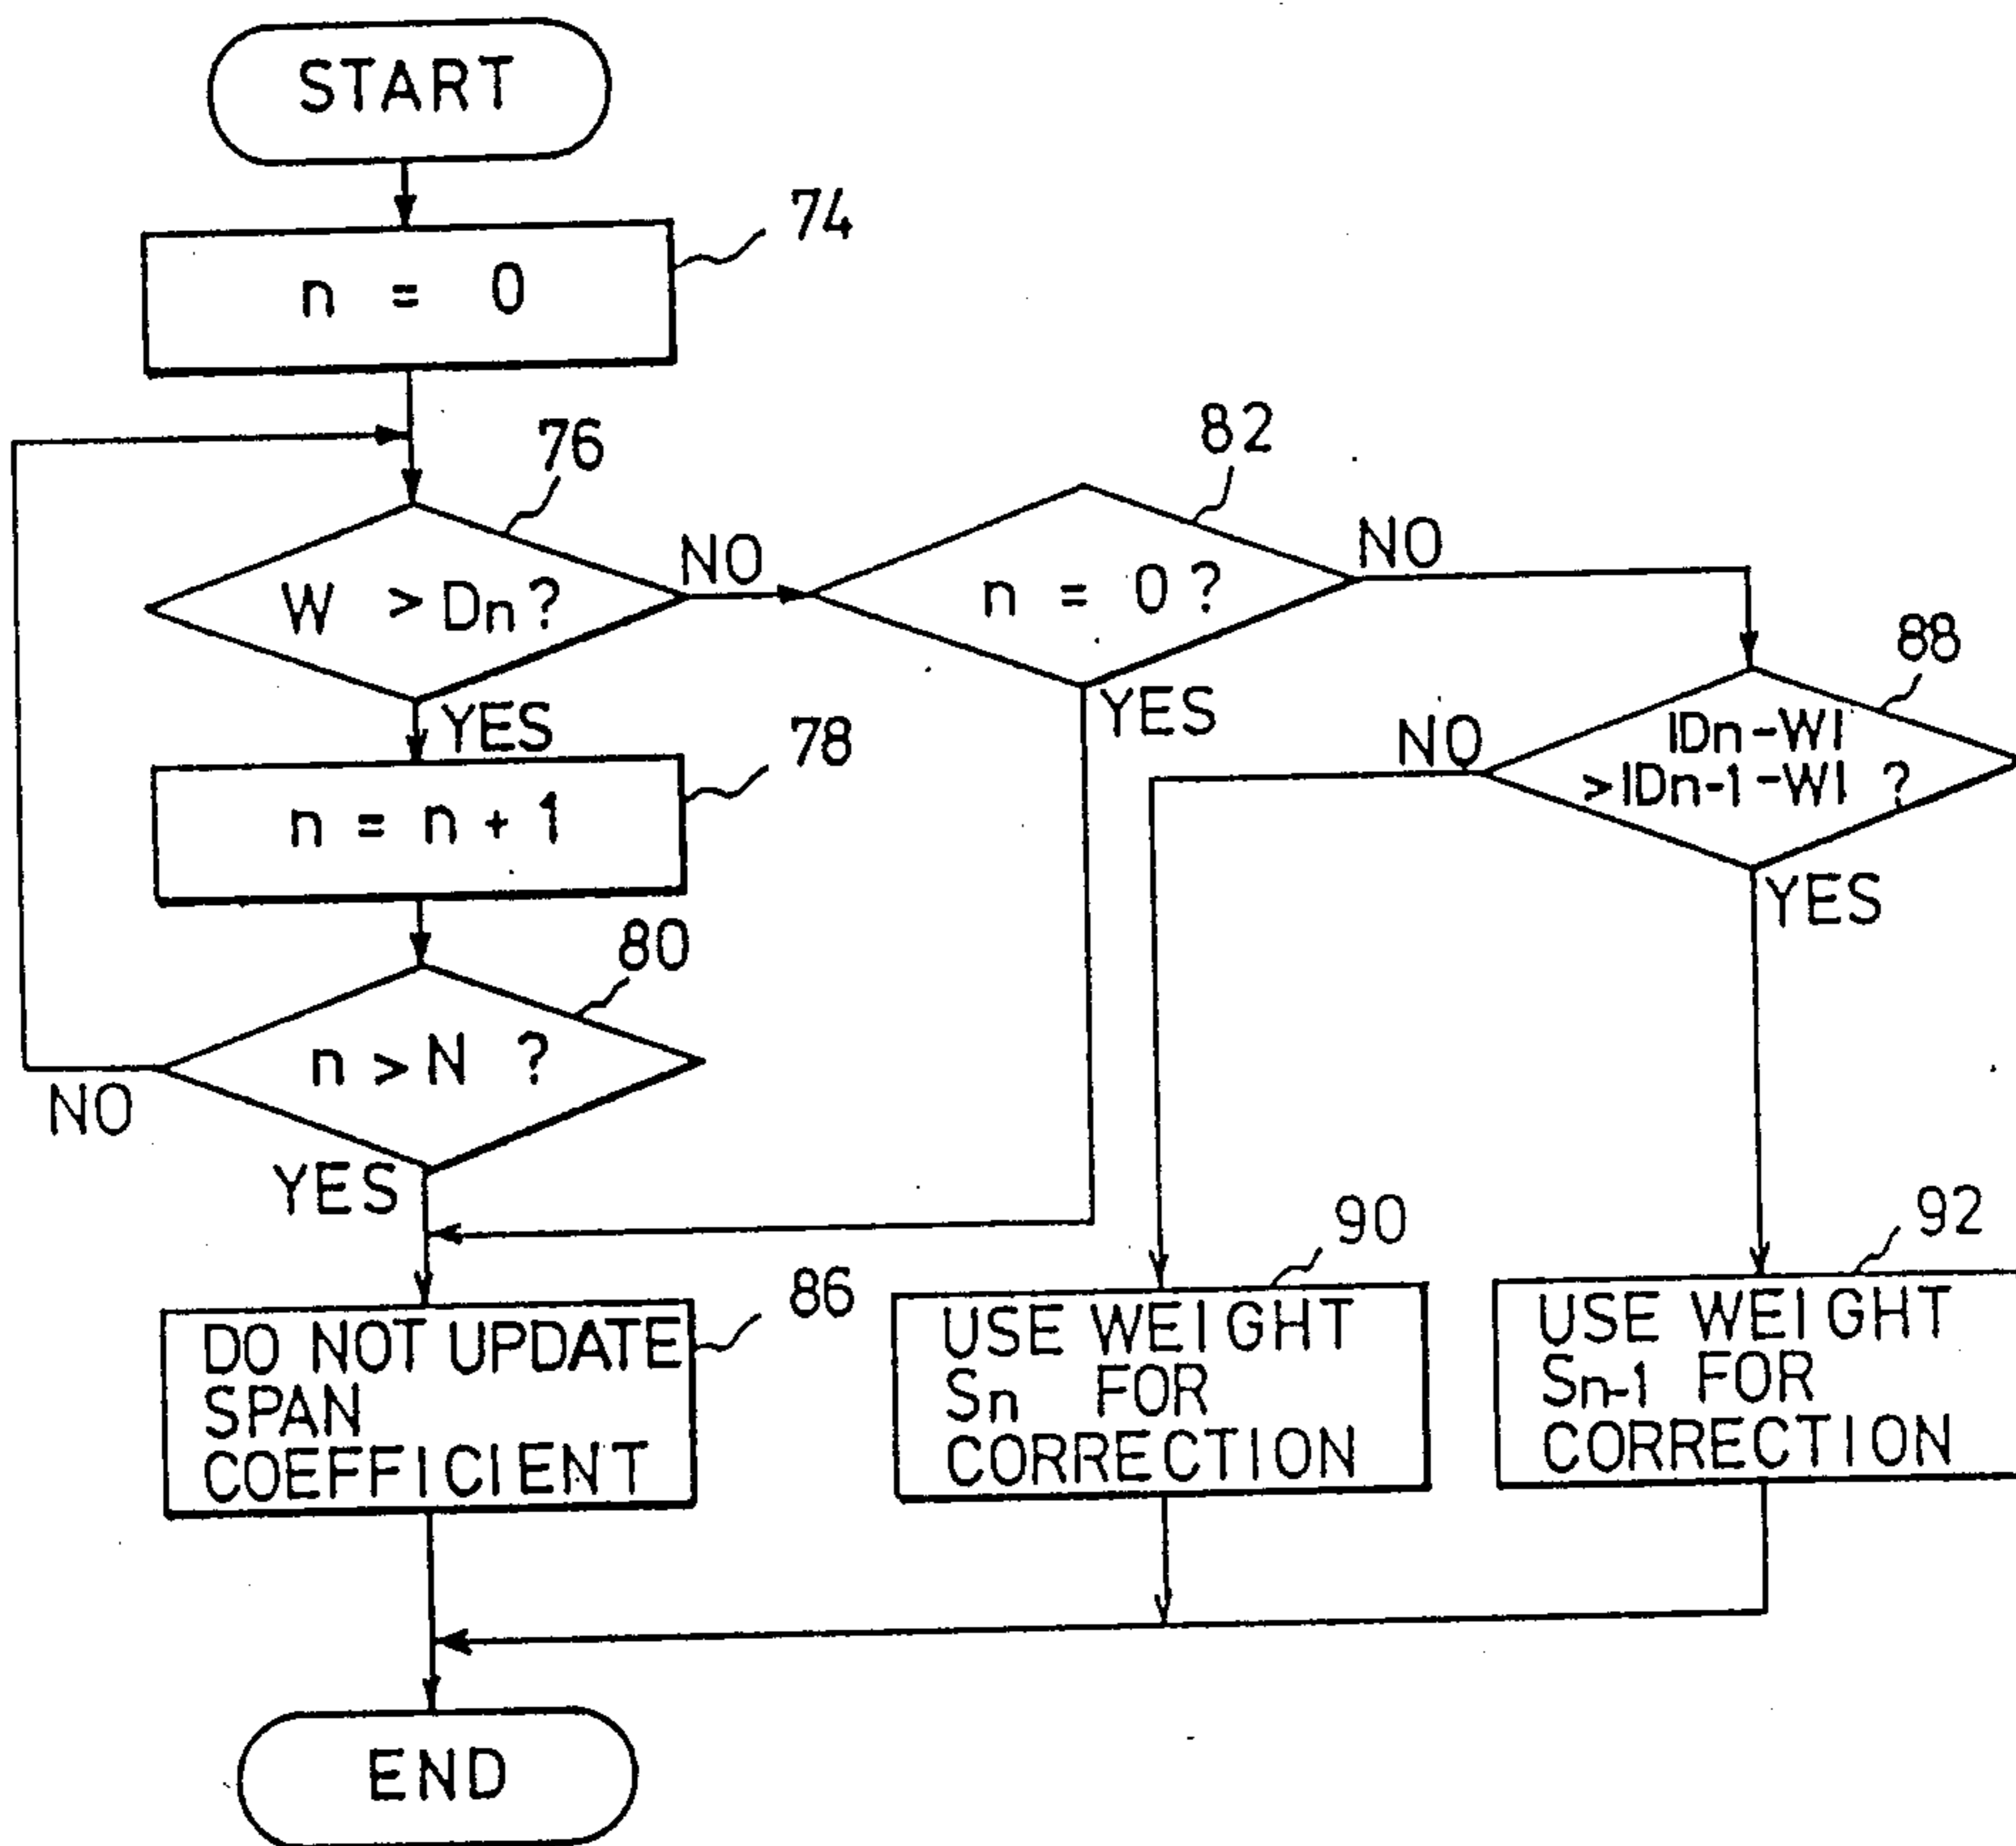 START
74
n = 0
76
W > Dn ?
NO
82
n = 0 ?
NO
YES
YES
78
n = n + 1
88
|Dn-W|
>|Dn-1-W| ?
NO
YES
80
n > N ?
NO
YES
86
DO NOT UPDATE
SPAN
COEFFICIENT
90
USE WEIGHT
Sn FOR
CORRECTION
92
USE WEIGHT
Sn-1 FOR
CORRECTION
END